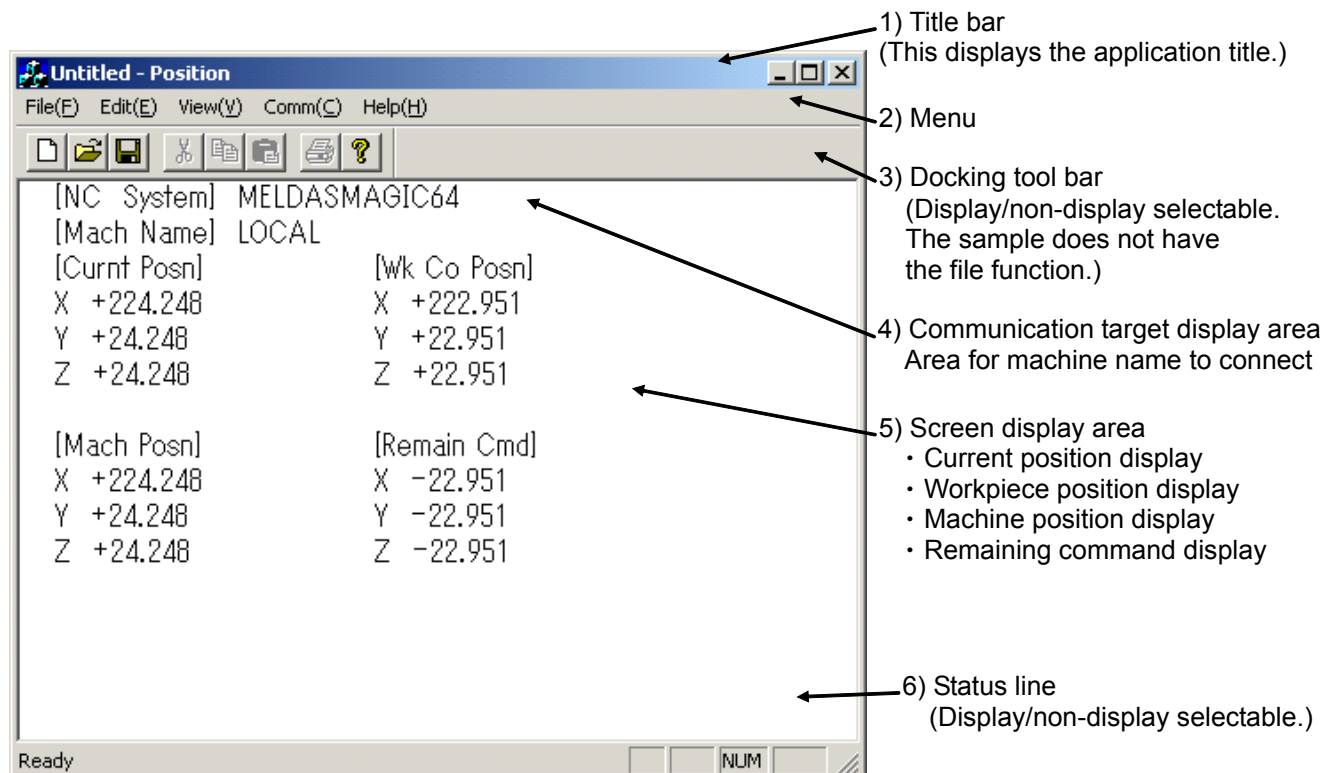 1) Title bar
(This displays the application title.)
Untitled - Position
File(F) Edit(E) View(V) Comm(C) Help(H)
2) Menu
3) Docking tool bar
(Display/non-display selectable.
The sample does not have
the file function.)
[NC System] MELDASMAGIC64
[Mach Name] LOCAL
[Curnt Posn] [Wk Co Posn]
X +224.248 X +222.951
Y +24.248 Y +22.951
Z +24.248 Z +22.951
4) Communication target display area
Area for machine name to connect
[Mach Posn] [Remain Cmd]
X +224.248 X -22.951
Y +24.248 Y -22.951
Z +24.248 Z -22.951
5) Screen display area
・Current position display
・Workpiece position display
・Machine position display
・Remaining command display
6) Status line
(Display/non-display selectable.)
Ready NUM